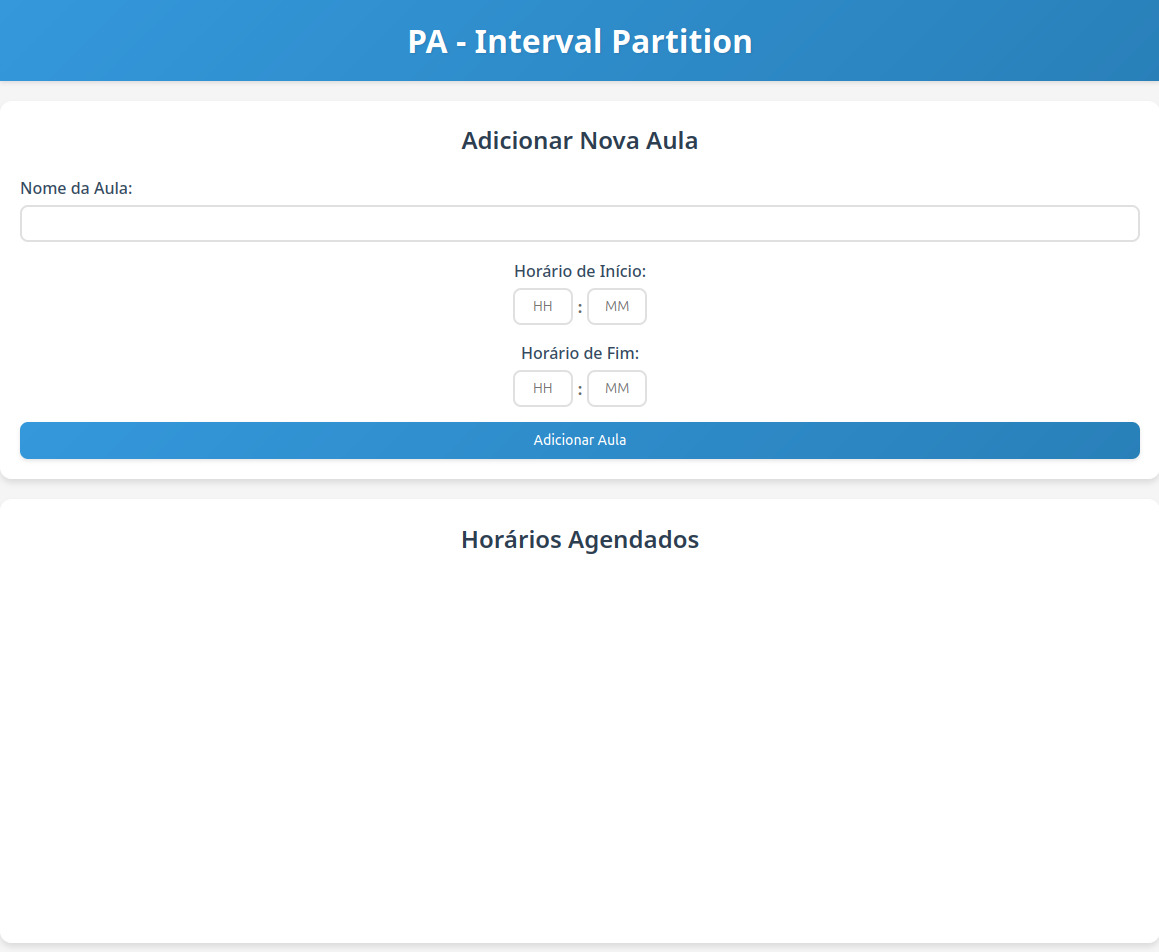 PA - Interval Partition
Adicionar Nova Aula
Nome da Aula:
Horário de Início:
HH : MM
Horário de Fim:
HH : MM
Adicionar Aula
Horários Agendados